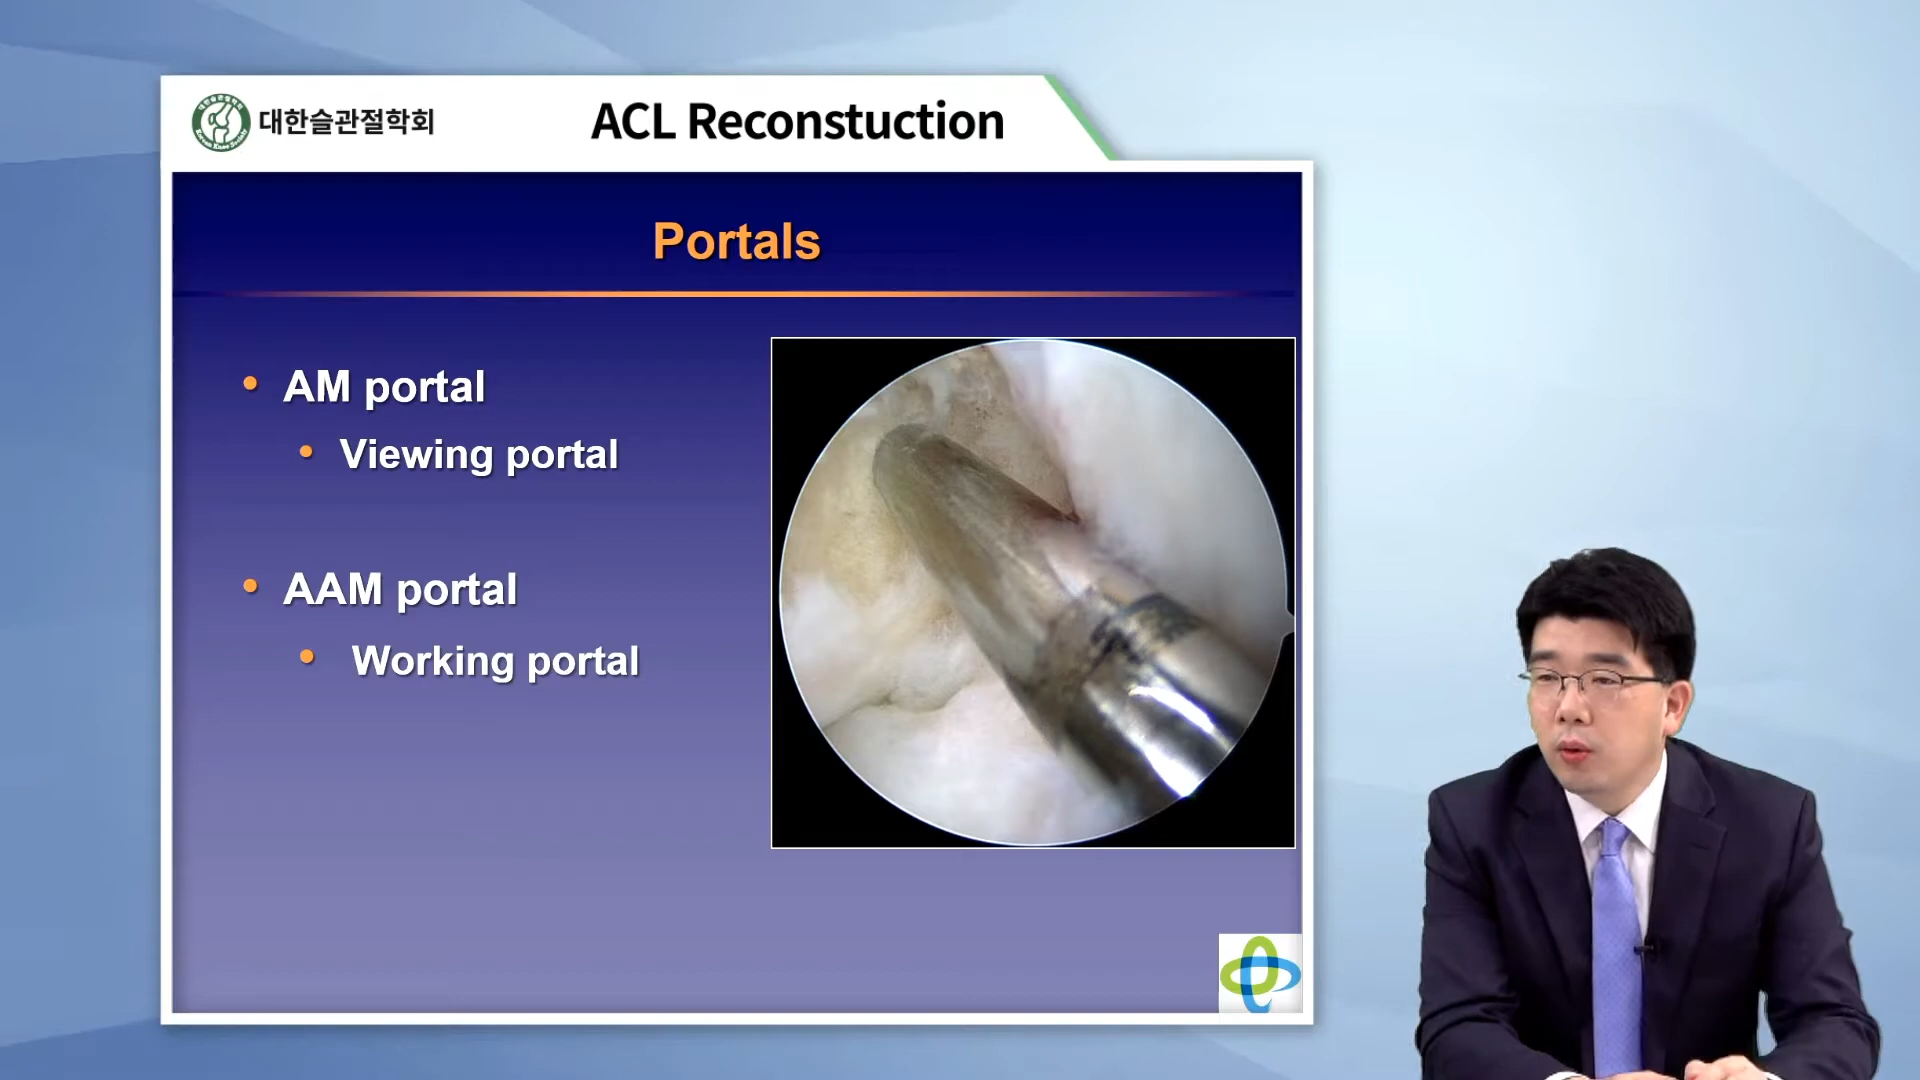 대한슬관절학회
ACL Reconstuction
Portals
• AM portal
• Viewing portal
• AAM portal
• Working portal